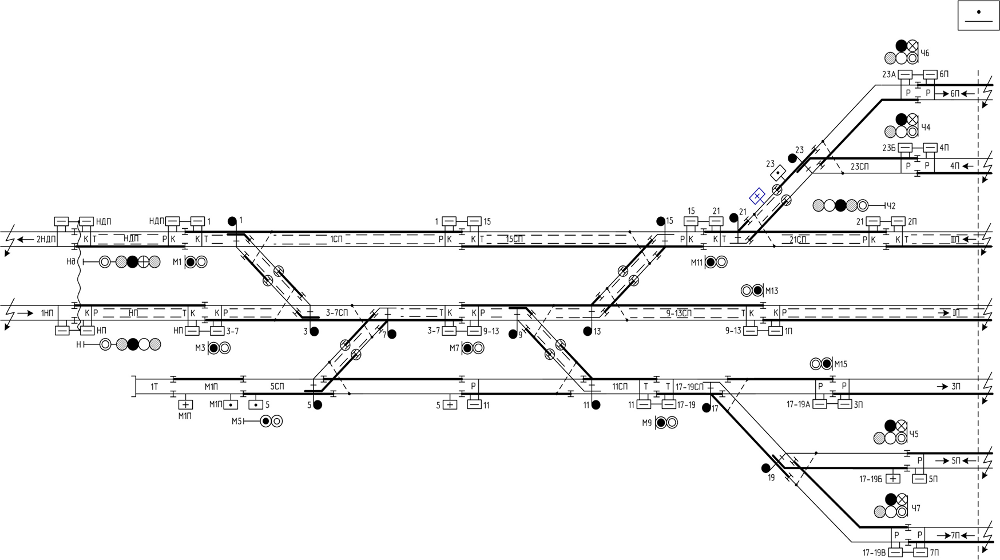 Ч6
23А 6П
Р Р 6П
Ч4
23 23Б 4П
23 23СП Р Р 4П
Ч2
15 21 21 2П
НДП НДП 1 1 1 15 15 21
2НДП К Т НДП Р К К Т 1СП Р К К Т 15СП Р К К Т 21СП Р К К Т IIП
Нд М1 М11
М13
1НП К Р НП Т К К Р 3-7СП Т К К Р 9-13СП Т К К Р IП
НП НП 3-7 3 7 3-7 9-13 9 13 9-13 1П
Н М3 М7
М15
1Т М1П 5СП Р 11СП Т Т 17-19СП Р Р 3П
М1П М1П 5 5 5 11 11 11 17-19 17 17-19А 3П
М5 М9
Ч5
Р 5П
19 17-19Б 5П
Ч7
Р Р 7П
17-19В 7П